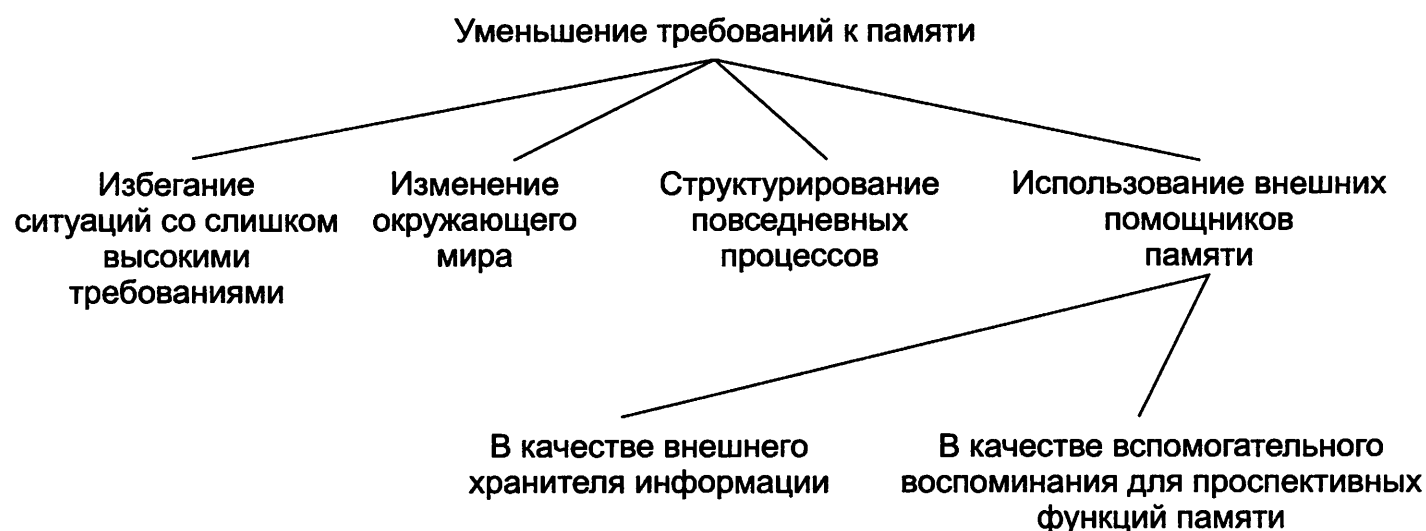 Уменьшение требований к памяти
Избегание
ситуаций со слишком
высокими
требованиями
Изменение
окружающего
мира
Структурирование
повседневных
процессов
Использование внешних
помощников
памяти
В качестве внешнего
хранителя информации
В качестве вспомогательного
воспоминания для проспективных
функций памяти